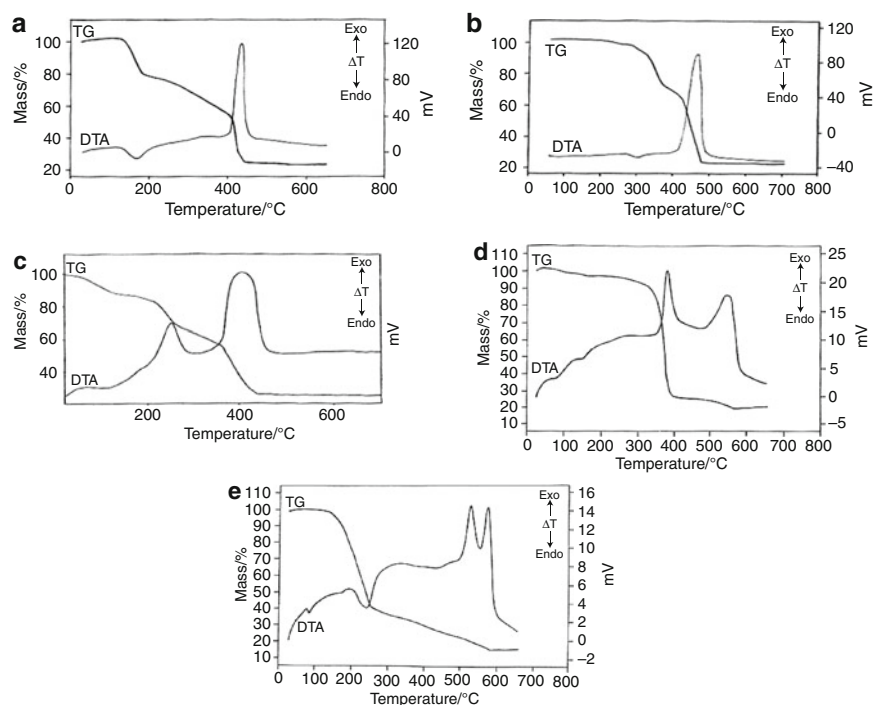 a
TG
DTA
Mass/%
100
80
60
40
20
0 200 400 600 800
Temperature/°C
Exo
ΔT
Endo
120
80
40
0
mV
b
TG
DTA
Mass/%
100
90
80
70
60
50
40
30
20
0 100 200 300 400 500 600 700 800
Temperature/°C
Exo
ΔT
Endo
120
80
40
0
–40
mV
c
TG
DTA
Mass/%
100
80
60
40
200 400 600
Temperature/°C
Exo
ΔT
Endo
mV
d
TG
DTA
Mass/%
110
100
90
80
70
60
50
40
30
20
10
0 100 200 300 400 500 600 700 800
Temperature/°C
Exo
ΔT
Endo
25
20
15
10
5
0
–5
mV
e
TG
DTA
Mass/%
110
100
90
80
70
60
50
40
30
20
10
0 100 200 300 400 500 600 700 800
Temperature/°C
Exo
ΔT
Endo
16
14
12
10
8
6
4
2
0
–2
mV